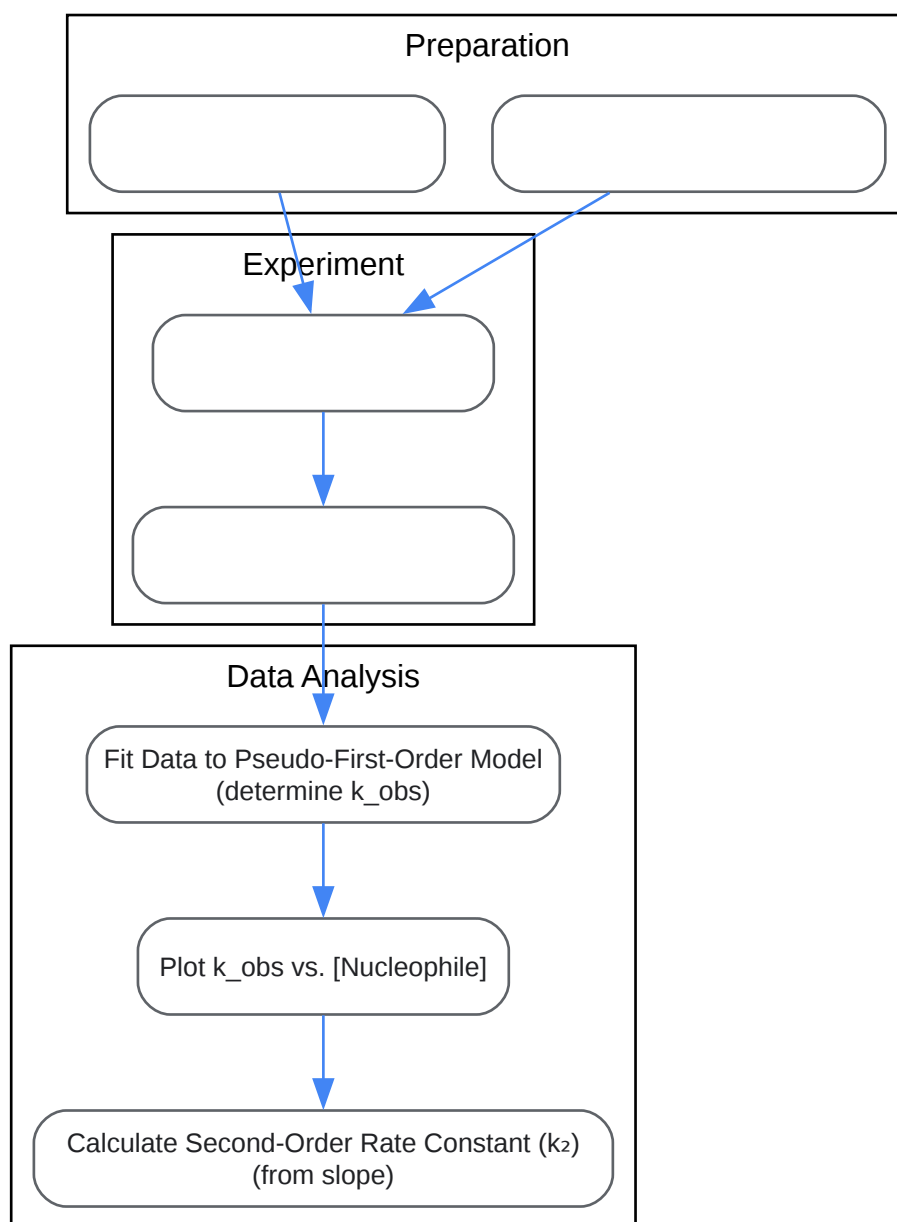 Preparation
Experiment
Data Analysis
Fit Data to Pseudo-First-Order Model
(determine k_obs)
Plot k_obs vs. [Nucleophile]
Calculate Second-Order Rate Constant (k₂)
(from slope)